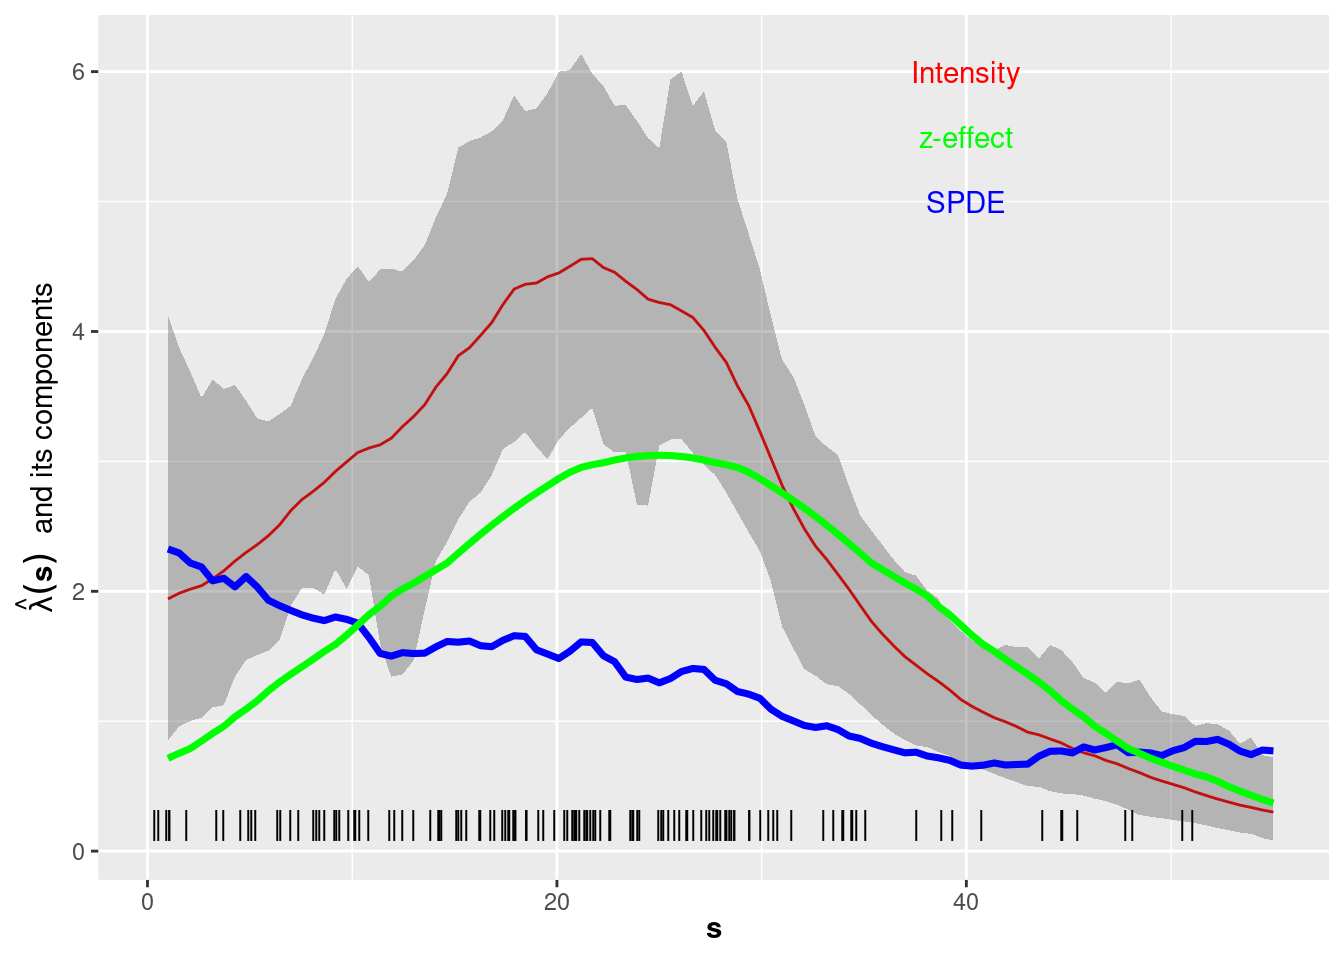 Intensity
z-effect
SPDE
6
4
2
0
0 20 40
s
λ̂(s) and its components